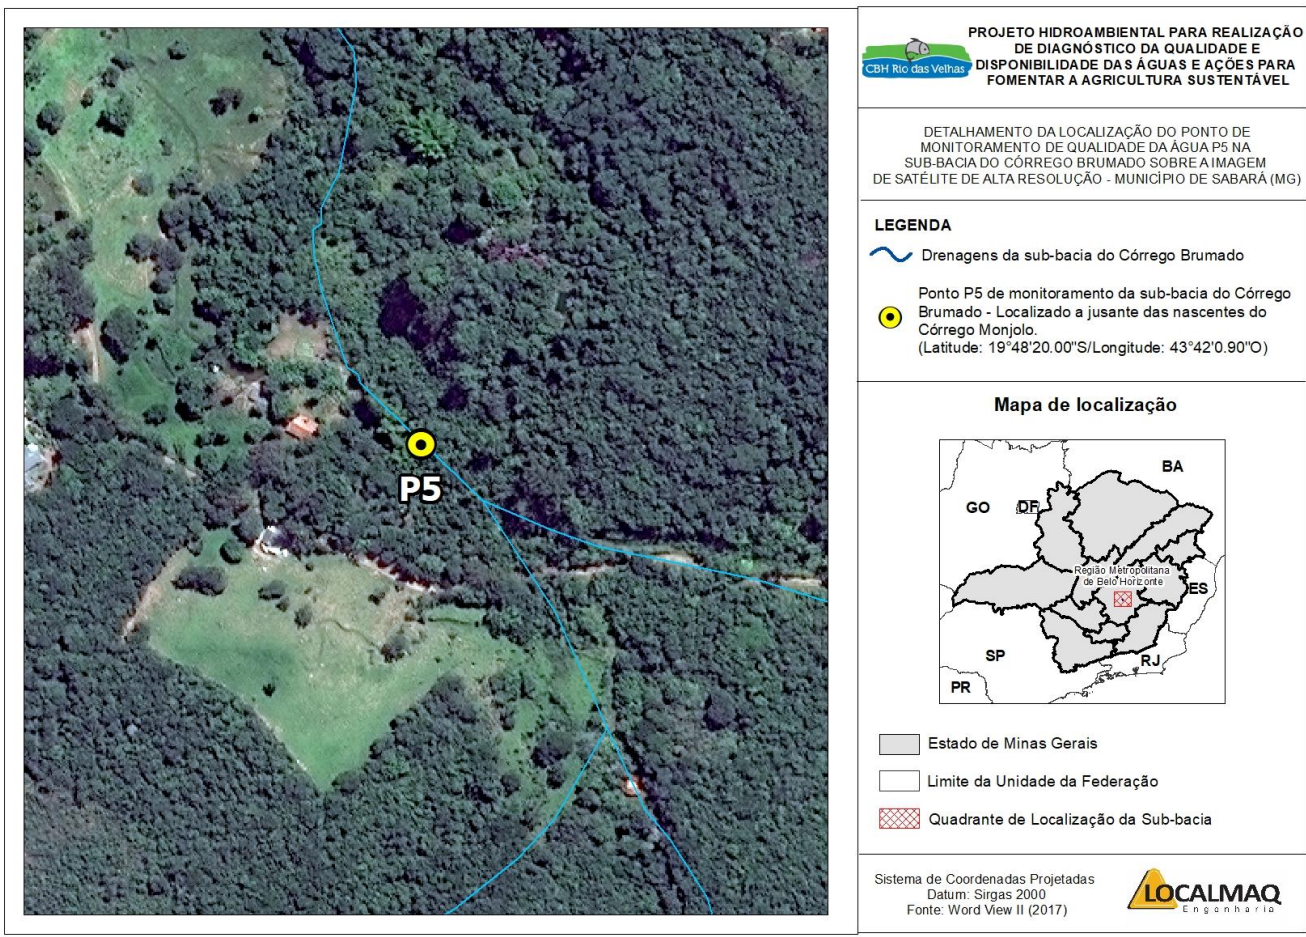 PROJETO HIDROAMBIENTAL PARA REALIZAÇÃO
DE DIAGNÓSTICO DA QUALIDADE E
DISPONIBILIDADE DAS ÁGUAS E AÇÕES PARA
FOMENTAR A AGRICULTURA SUSTENTÁVEL
CBH Rio das Velhas
DETALHAMENTO DA LOCALIZAÇÃO DO PONTO DE
MONITORAMENTO DE QUALIDADE DA ÁGUA P5 NA
SUB-BACIA DO CÓRREGO BRUMADO SOBRE A IMAGEM
DE SATÉLITE DE ALTA RESOLUÇÃO - MUNICÍPIO DE SABARÁ (MG)
LEGENDA
Drenagens da sub-bacia do Córrego Brumado
Ponto P5 de monitoramento da sub-bacia do Córrego
Brumado - Localizado a jusante das nascentes do
Córrego Monjolo.
(Latitude: 19°48'20.00"S/Longitude: 43°42'0.90"O)
P5
Mapa de localização
BA
GO
DF
Região Metropolitana
de Belo Horizonte
ES
SP
RJ
PR
Estado de Minas Gerais
Limite da Unidade da Federação
Quadrante de Localização da Sub-bacia
Sistema de Coordenadas Projetadas
Datum: Sirgas 2000
Fonte: Word View II (2017)
LOCALMAQ
Engenharia